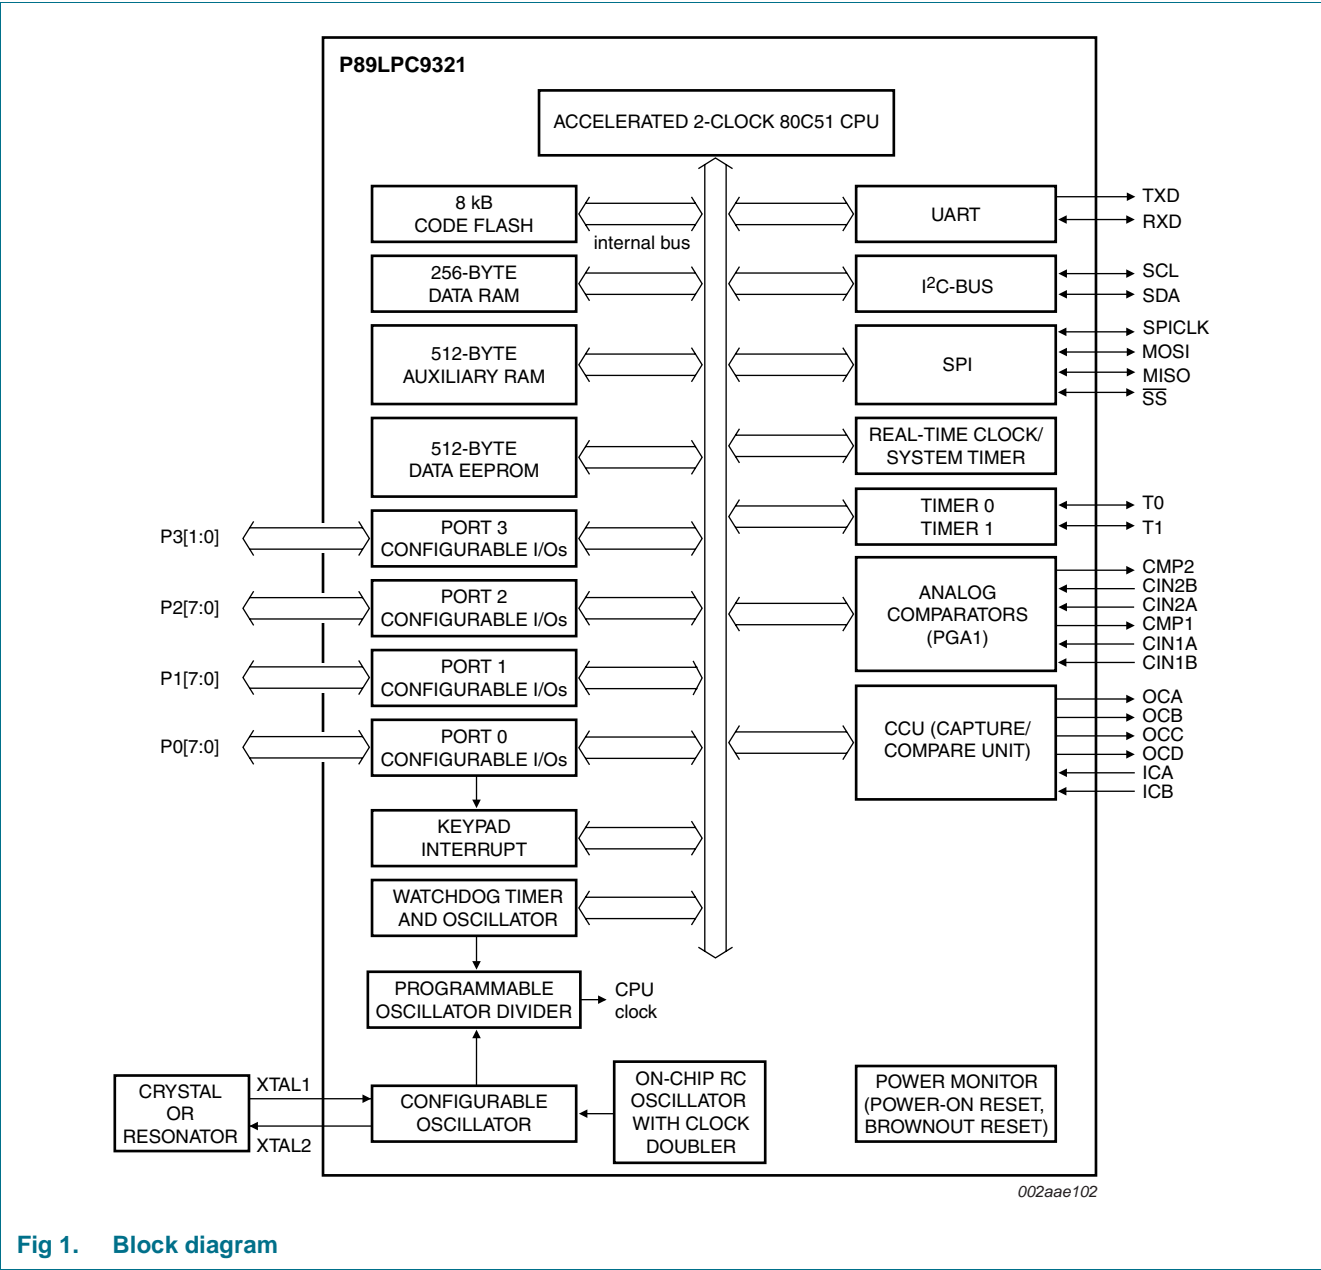 P89LPC9321
ACCELERATED 2-CLOCK 80C51 CPU
8 kB
CODE FLASH
internal bus
256-BYTE
DATA RAM
512-BYTE
AUXILIARY RAM
512-BYTE
DATA EEPROM
P3[1:0]
PORT 3
CONFIGURABLE I/Os
P2[7:0]
PORT 2
CONFIGURABLE I/Os
P1[7:0]
PORT 1
CONFIGURABLE I/Os
P0[7:0]
PORT 0
CONFIGURABLE I/Os
KEYPAD
INTERRUPT
WATCHDOG TIMER
AND OSCILLATOR
PROGRAMMABLE
OSCILLATOR DIVIDER
CPU
clock
CRYSTAL
OR
RESONATOR
XTAL1
XTAL2
CONFIGURABLE
OSCILLATOR
ON-CHIP RC
OSCILLATOR
WITH CLOCK
DOUBLER
UART
TXD
RXD
I²C-BUS
SCL
SDA
SPI
SPICLK
MOSI
MISO
S̅S̅
REAL-TIME CLOCK/
SYSTEM TIMER
TIMER 0
TIMER 1
T0
T1
ANALOG
COMPARATORS
(PGA1)
CMP2
CIN2B
CIN2A
CMP1
CIN1A
CIN1B
CCU (CAPTURE/
COMPARE UNIT)
OCA
OCB
OCC
OCD
ICA
ICB
POWER MONITOR
(POWER-ON RESET,
BROWNOUT RESET)
002aae102
Fig 1. Block diagram